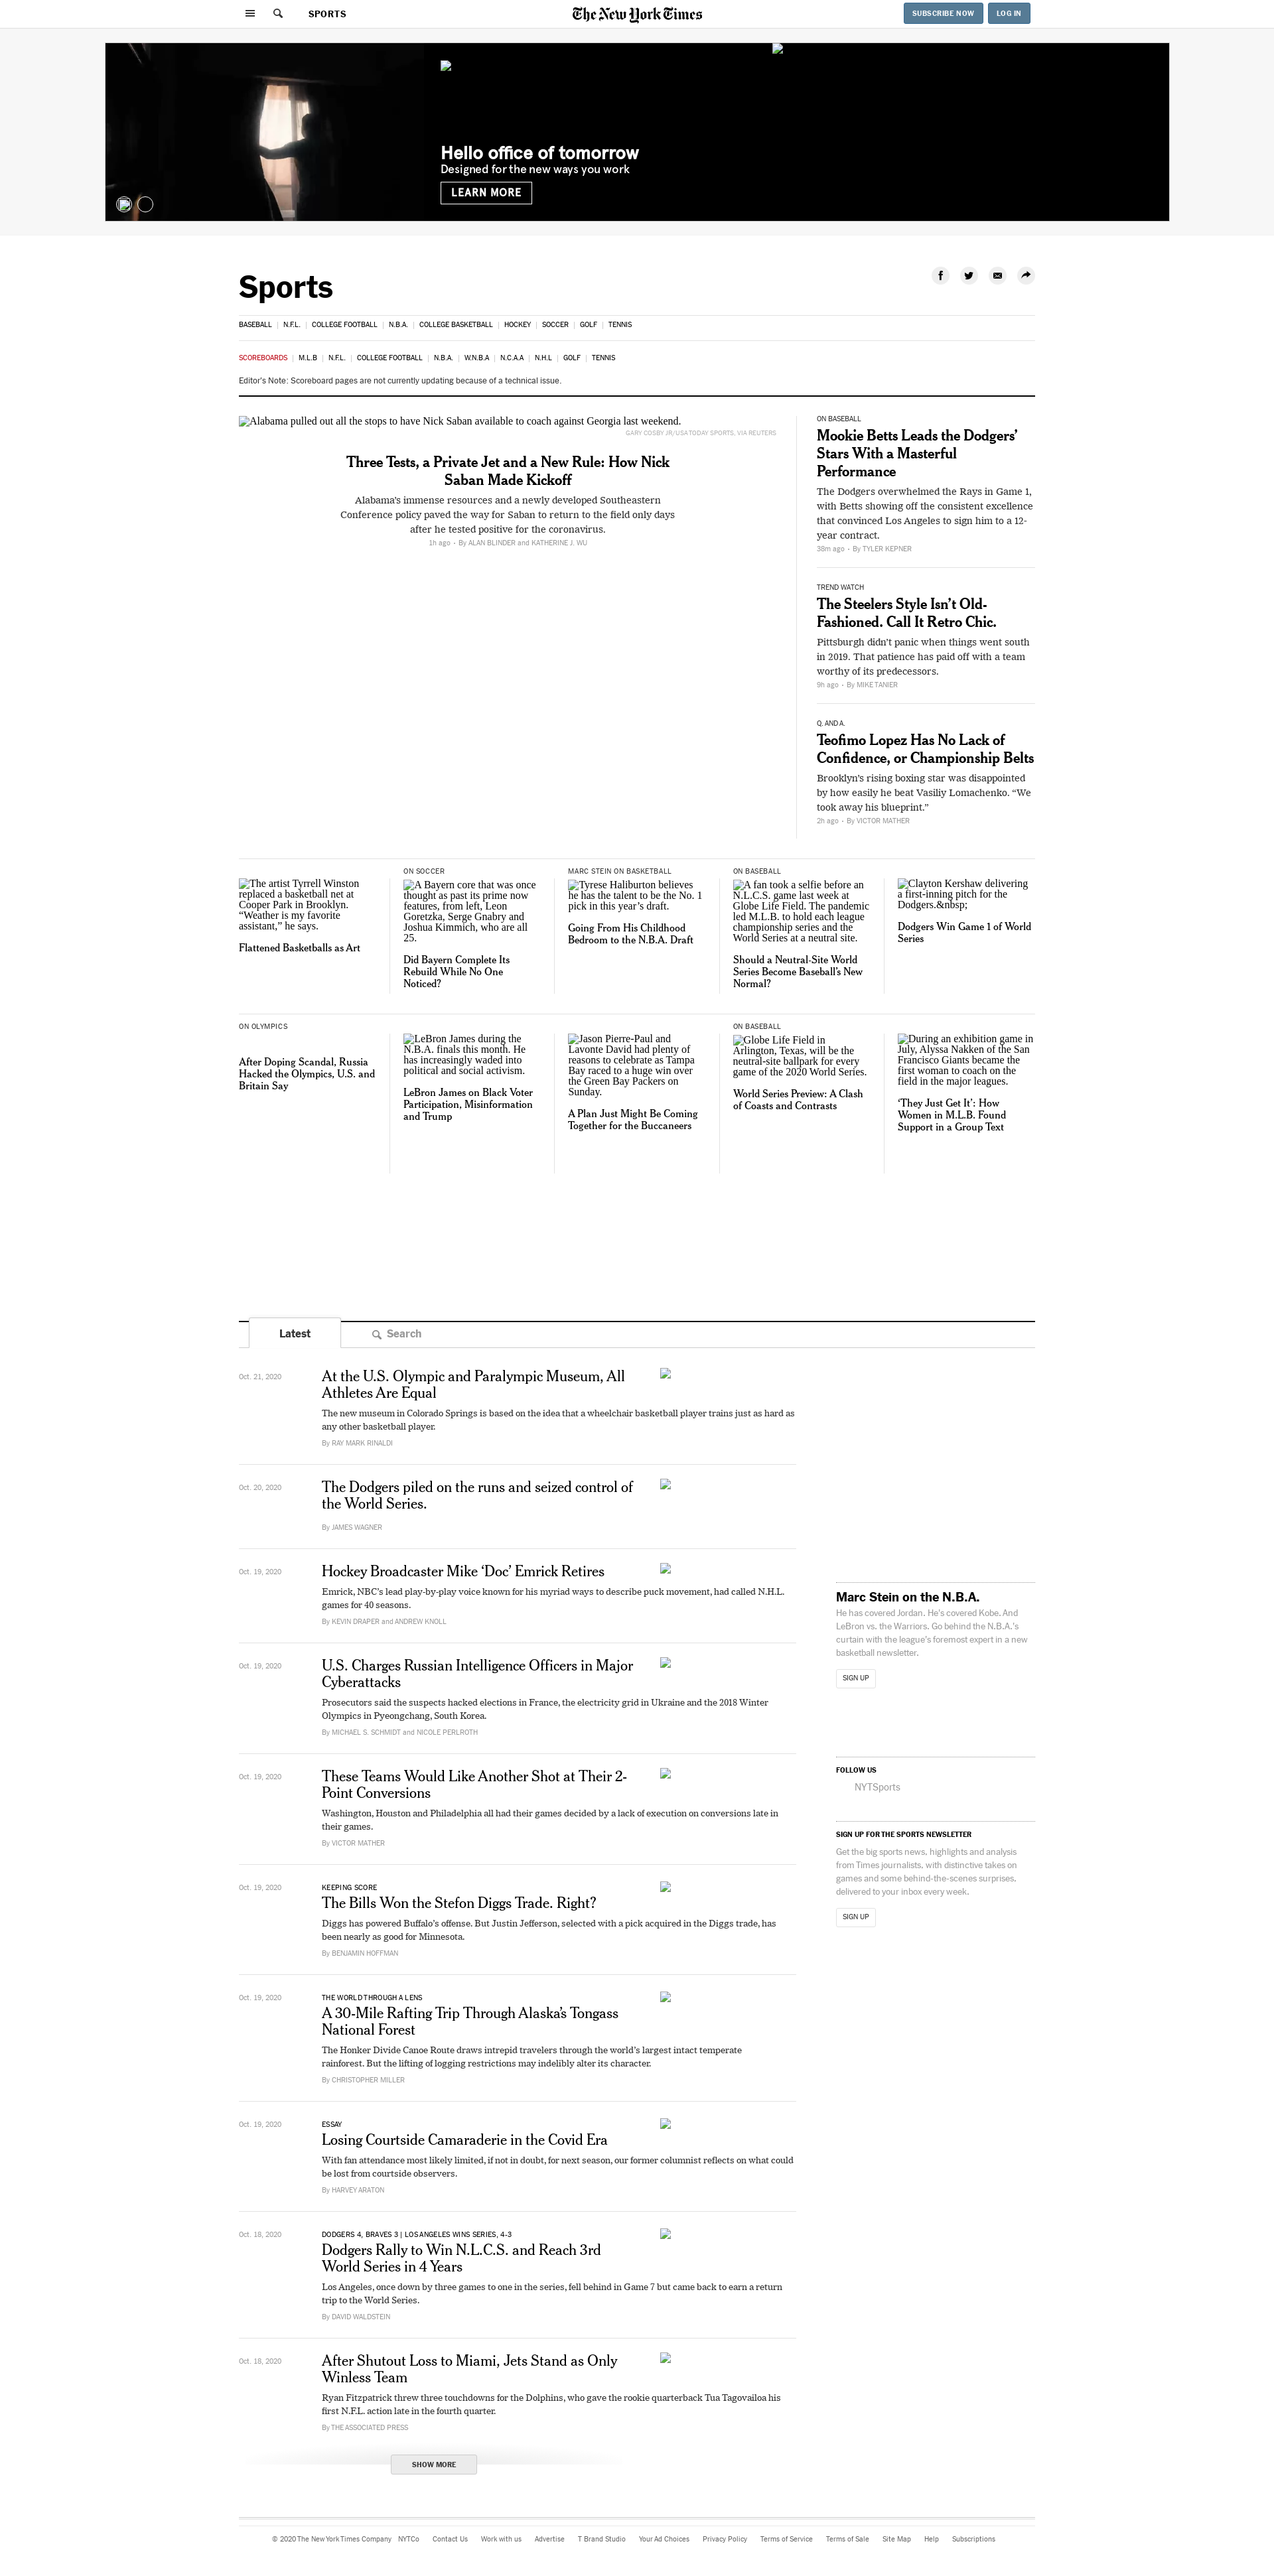 SPORTS
The New York Times
SUBSCRIBE NOW
LOG IN
Hello office of tomorrow
Designed for the new ways you work
LEARN MORE
Sports
BASEBALL | N.F.L. | COLLEGE FOOTBALL | N.B.A. | COLLEGE BASKETBALL | HOCKEY | SOCCER | GOLF | TENNIS
SCOREBOARDS | M.L.B | N.F.L. | COLLEGE FOOTBALL | N.B.A. | W.N.B.A | N.C.A.A | N.H.L | GOLF | TENNIS
Editor's Note: Scoreboard pages are not currently updating because of a technical issue.
Alabama pulled out all the stops to have Nick Saban available to coach against Georgia last weekend.
GARY COSBY JR/USA TODAY SPORTS, VIA REUTERS
Three Tests, a Private Jet and a New Rule: How Nick
Saban Made Kickoff
Alabama's immense resources and a newly developed Southeastern
Conference policy paved the way for Saban to return to the field only days
after he tested positive for the coronavirus.
1h ago • By ALAN BLINDER and KATHERINE J. WU
ON BASEBALL
Mookie Betts Leads the Dodgers'
Stars With a Masterful
Performance
The Dodgers overwhelmed the Rays in Game 1,
with Betts showing off the consistent excellence
that convinced Los Angeles to sign him to a 12-
year contract.
38m ago • By TYLER KEPNER
TREND WATCH
The Steelers Style Isn't Old-
Fashioned. Call It Retro Chic.
Pittsburgh didn't panic when things went south
in 2019. That patience has paid off with a team
worthy of its predecessors.
9h ago • By MIKE TANIER
Q. AND A.
Teofimo Lopez Has No Lack of
Confidence, or Championship Belts
Brooklyn's rising boxing star was disappointed
by how easily he beat Vasiliy Lomachenko. “We
took away his blueprint.”
2h ago • By VICTOR MATHER
The artist Tyrrell Winston
replaced a basketball net at
Cooper Park in Brooklyn.
“Weather is my favorite
assistant,” he says.
Flattened Basketballs as Art
ON SOCCER
A Bayern core that was once
thought as past its prime now
features, from left, Leon
Goretzka, Serge Gnabry and
Joshua Kimmich, who are all
25.
Did Bayern Complete Its
Rebuild While No One
Noticed?
MARC STEIN ON BASKETBALL
Tyrese Haliburton believes
he has the talent to be the No. 1
pick in this year's draft.
Going From His Childhood
Bedroom to the N.B.A. Draft
ON BASEBALL
A fan took a selfie before an
N.L.C.S. game last week at
Globe Life Field. The pandemic
led M.L.B. to hold each league
championship series and the
World Series at a neutral site.
Should a Neutral-Site World
Series Become Baseball's New
Normal?
Clayton Kershaw delivering
a first-inning pitch for the
Dodgers.&nbsp;
Dodgers Win Game 1 of World
Series
ON OLYMPICS
After Doping Scandal, Russia
Hacked the Olympics, U.S. and
Britain Say
LeBron James during the
N.B.A. finals this month. He
has increasingly waded into
political and social activism.
LeBron James on Black Voter
Participation, Misinformation
and Trump
Jason Pierre-Paul and
Lavonte David had plenty of
reasons to celebrate as Tampa
Bay raced to a huge win over
the Green Bay Packers on
Sunday.
A Plan Just Might Be Coming
Together for the Buccaneers
ON BASEBALL
Globe Life Field in
Arlington, Texas, will be the
neutral-site ballpark for every
game of the 2020 World Series.
World Series Preview: A Clash
of Coasts and Contrasts
During an exhibition game in
July, Alyssa Nakken of the San
Francisco Giants became the
first woman to coach on the
field in the major leagues.
‘They Just Get It’: How
Women in M.L.B. Found
Support in a Group Text
Latest
Search
Oct. 21, 2020
At the U.S. Olympic and Paralympic Museum, All
Athletes Are Equal
The new museum in Colorado Springs is based on the idea that a wheelchair basketball player trains just as hard as
any other basketball player.
By RAY MARK RINALDI
Oct. 20, 2020
The Dodgers piled on the runs and seized control of
the World Series.
By JAMES WAGNER
Oct. 19, 2020
Hockey Broadcaster Mike ‘Doc’ Emrick Retires
Emrick, NBC's lead play-by-play voice known for his myriad ways to describe puck movement, had called N.H.L.
games for 40 seasons.
By KEVIN DRAPER and ANDREW KNOLL
Oct. 19, 2020
U.S. Charges Russian Intelligence Officers in Major
Cyberattacks
Prosecutors said the suspects hacked elections in France, the electricity grid in Ukraine and the 2018 Winter
Olympics in Pyeongchang, South Korea.
By MICHAEL S. SCHMIDT and NICOLE PERLROTH
Oct. 19, 2020
These Teams Would Like Another Shot at Their 2-
Point Conversions
Washington, Houston and Philadelphia all had their games decided by a lack of execution on conversions late in
their games.
By VICTOR MATHER
Oct. 19, 2020
KEEPING SCORE
The Bills Won the Stefon Diggs Trade. Right?
Diggs has powered Buffalo's offense. But Justin Jefferson, selected with a pick acquired in the Diggs trade, has
been nearly as good for Minnesota.
By BENJAMIN HOFFMAN
Oct. 19, 2020
THE WORLD THROUGH A LENS
A 30-Mile Rafting Trip Through Alaska's Tongass
National Forest
The Honker Divide Canoe Route draws intrepid travelers through the world's largest intact temperate
rainforest. But the lifting of logging restrictions may indelibly alter its character.
By CHRISTOPHER MILLER
Oct. 19, 2020
ESSAY
Losing Courtside Camaraderie in the Covid Era
With fan attendance most likely limited, if not in doubt, for next season, our former columnist reflects on what could
be lost from courtside observers.
By HARVEY ARATON
Oct. 18, 2020
DODGERS 4, BRAVES 3 | LOS ANGELES WINS SERIES, 4-3
Dodgers Rally to Win N.L.C.S. and Reach 3rd
World Series in 4 Years
Los Angeles, once down by three games to one in the series, fell behind in Game 7 but came back to earn a return
trip to the World Series.
By DAVID WALDSTEIN
Oct. 18, 2020
After Shutout Loss to Miami, Jets Stand as Only
Winless Team
Ryan Fitzpatrick threw three touchdowns for the Dolphins, who gave the rookie quarterback Tua Tagovailoa his
first N.F.L. action late in the fourth quarter.
By THE ASSOCIATED PRESS
SHOW MORE
Marc Stein on the N.B.A.
He has covered Jordan. He's covered Kobe. And
LeBron vs. the Warriors. Go behind the N.B.A.'s
curtain with the league's foremost expert in a new
basketball newsletter.
SIGN UP
FOLLOW US
NYTSports
SIGN UP FOR THE SPORTS NEWSLETTER
Get the big sports news, highlights and analysis
from Times journalists, with distinctive takes on
games and some behind-the-scenes surprises,
delivered to your inbox every week.
SIGN UP
© 2020 The New York Times Company NYTCo Contact Us Work with us Advertise T Brand Studio Your Ad Choices Privacy Policy Terms of Service Terms of Sale Site Map Help Subscriptions